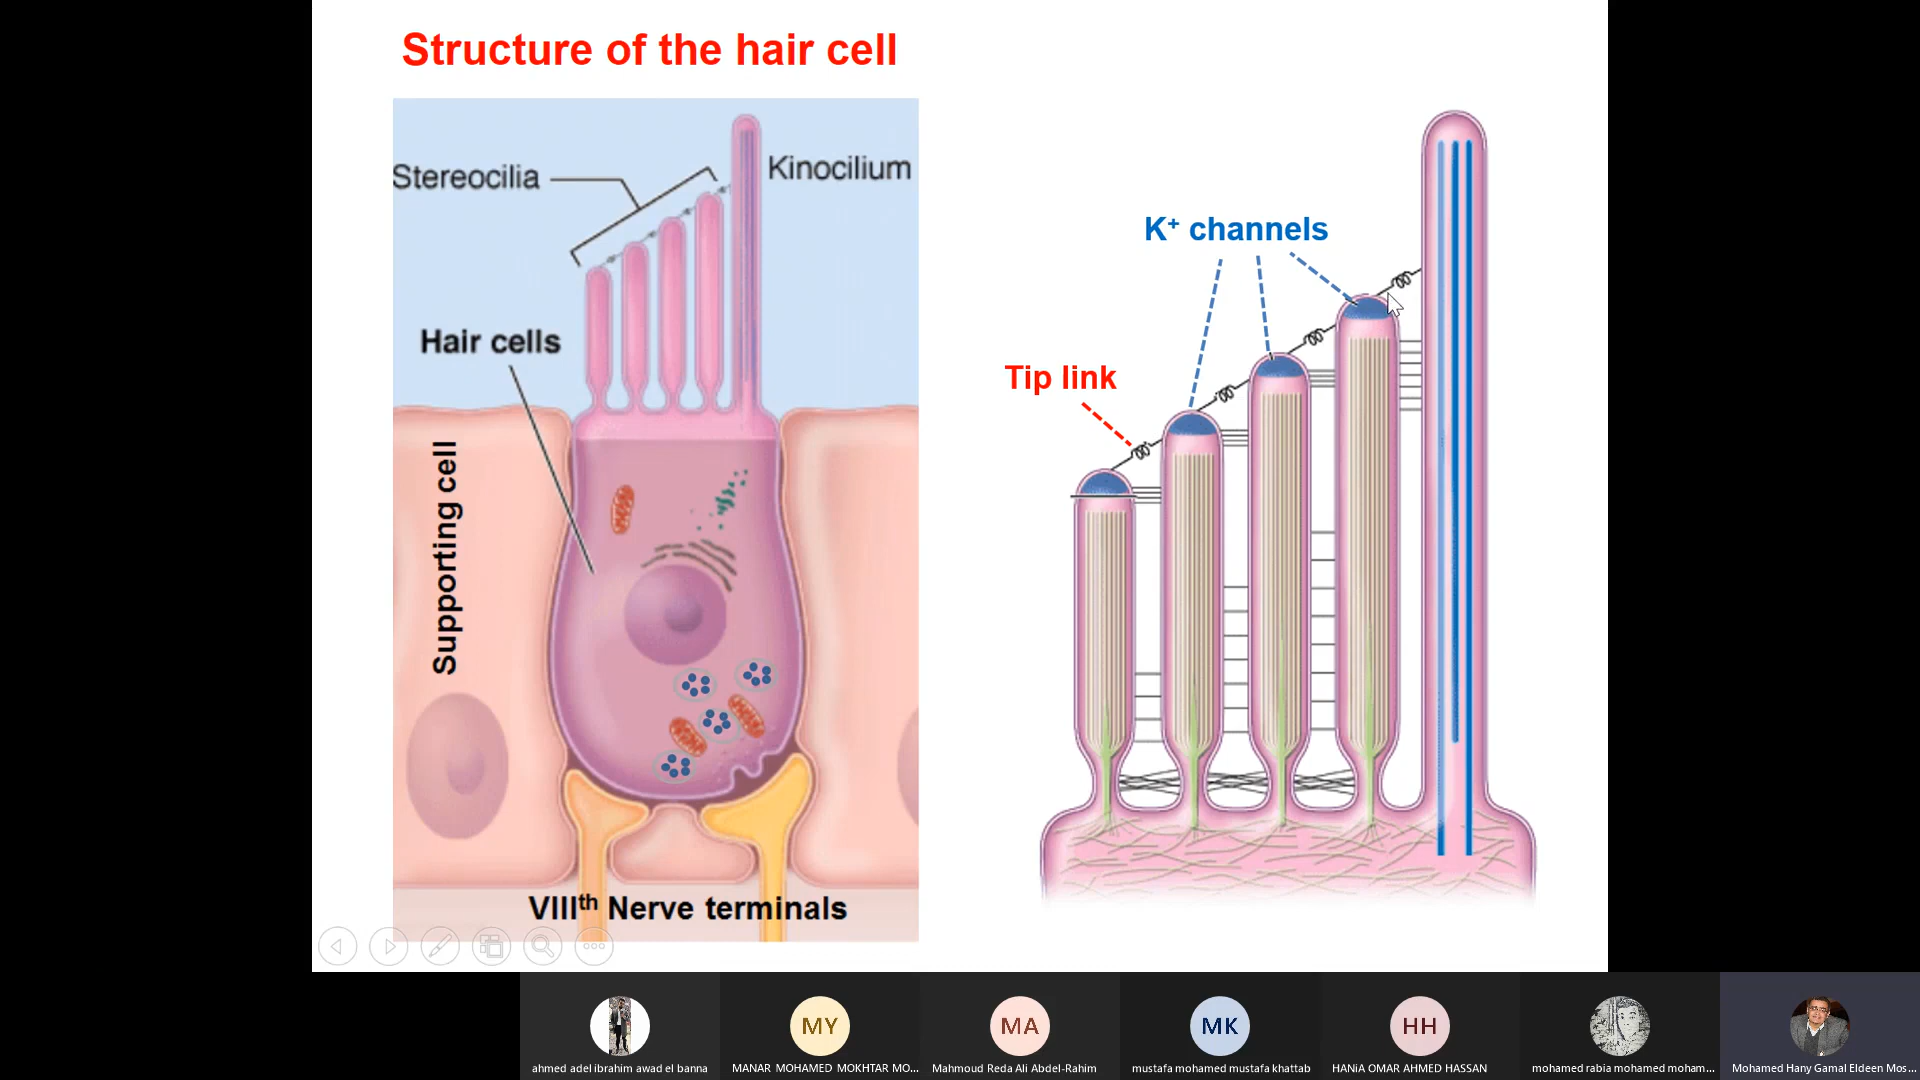 Structure of the hair cell
Stereocilia
Kinocilium
Hair cells
Supporting cell
VIIIth Nerve terminals
K+ channels
Tip link
MY
MA
MK
HH
ahmed adel ibrahim awad el banna
MANAR MOHAMED MOKHTAR MO...
Mahmoud Reda Ali Abdel-Rahim
mustafa mohamed mustafa khattab
HANiA OMAR AHMED HASSAN
mohamed rabia mohamed moham...
Mohamed Hany Gamal Eldeen Mos...